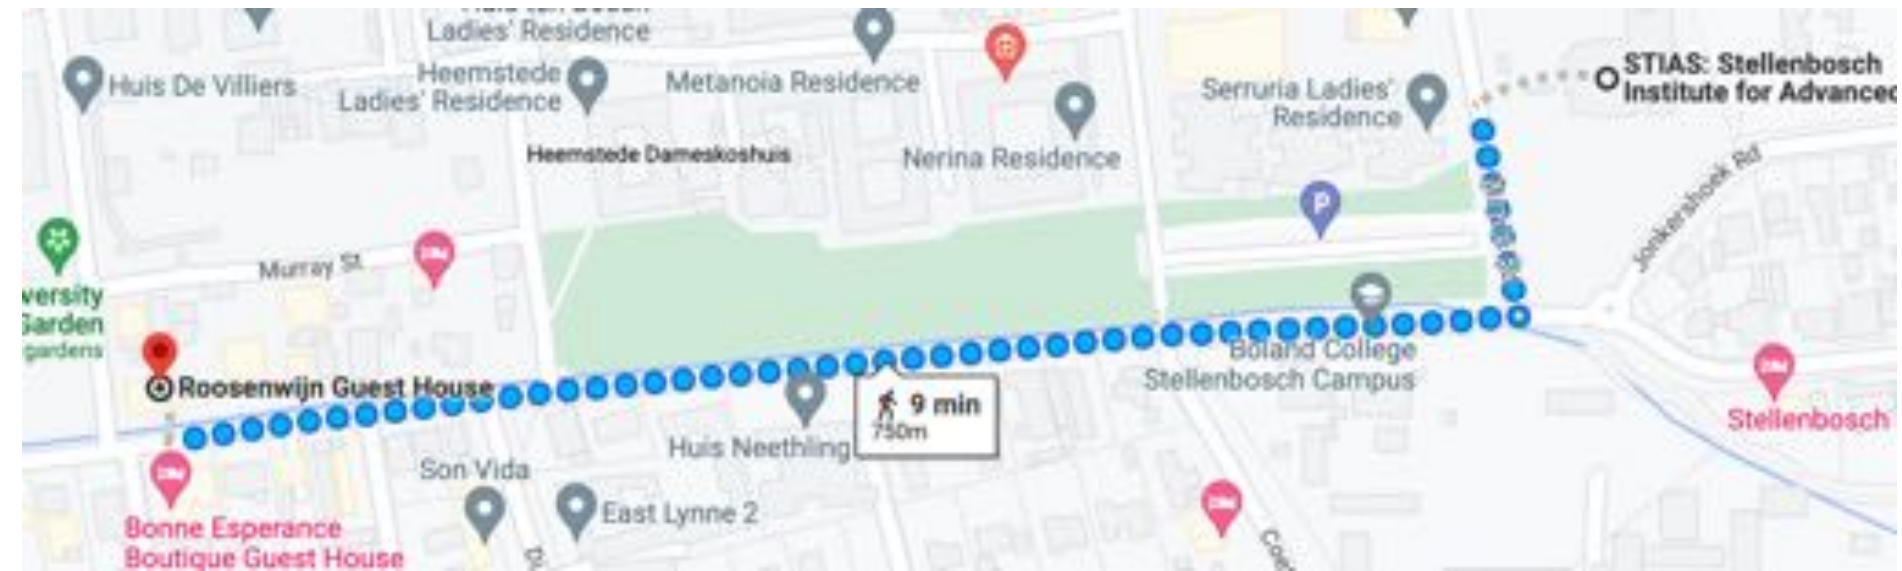 Ladies' Residence
Huis De Villiers
Heemstede
Ladies' Residence
Metanoia Residence
Serruria Ladies'
Residence
STIAS: Stellenbosch
Institute for Advanced
Heemstede Dameskoshuis
Nerina Residence
P
Jonkershoek Rd
Murray St
versity
Garden
gardens
Roosenwijn Guest House
9 min
750m
Boland College
Stellenbosch Campus
Huis Neethling
Stellenbosch
Son Vida
East Lynne 2
Bonne Esperance
Boutique Guest House